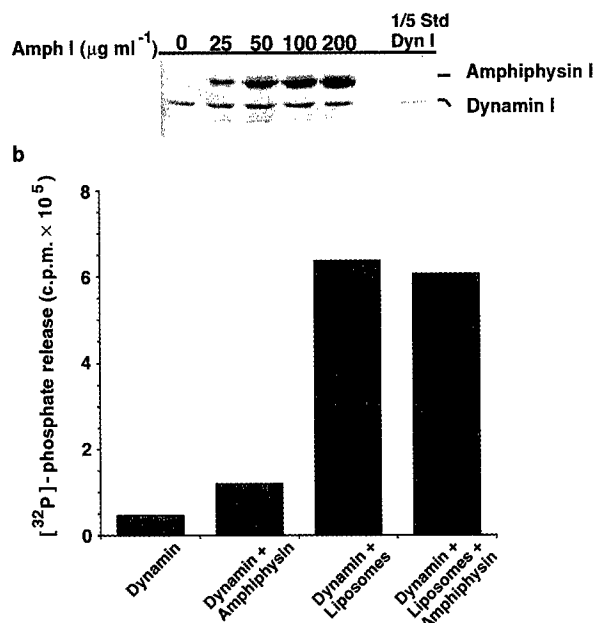 1/5 Std
Amph I (μg ml⁻¹) 0 25 50 100 200 Dyn I
Amphiphysin I
Dynamin I
b
[³²P]-phosphate release (c.p.m. × 10⁵)
8
6
4
2
0
Dynamin
Dynamin +
Amphiphysin
Dynamin +
Liposomes
Dynamin +
Liposomes +
Amphiphysin